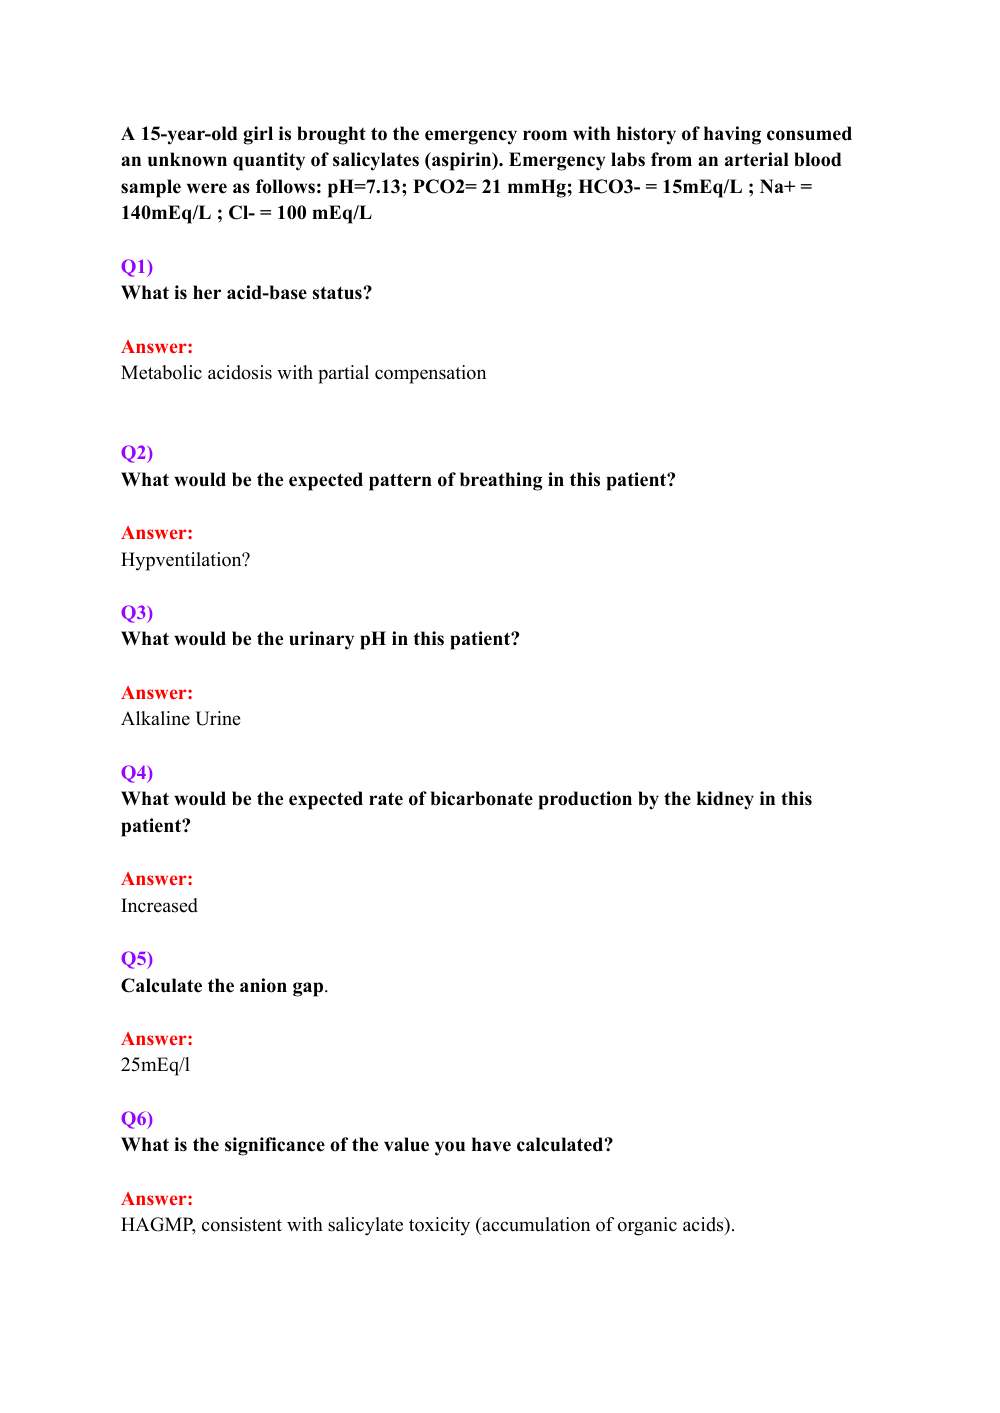 A 15-year-old girl is brought to the emergency room with history of having consumed
an unknown quantity of salicylates (aspirin). Emergency labs from an arterial blood
sample were as follows: pH=7.13; PCO2= 21 mmHg; HCO3- = 15mEq/L ; Na+ =
140mEq/L ; Cl- = 100 mEq/L
Q1)
What is her acid-base status?
Answer:
Metabolic acidosis with partial compensation
Q2)
What would be the expected pattern of breathing in this patient?
Answer:
Hypventilation?
Q3)
What would be the urinary pH in this patient?
Answer:
Alkaline Urine
Q4)
What would be the expected rate of bicarbonate production by the kidney in this
patient?
Answer:
Increased
Q5)
Calculate the anion gap.
Answer:
25mEq/l
Q6)
What is the significance of the value you have calculated?
Answer:
HAGMP, consistent with salicylate toxicity (accumulation of organic acids).